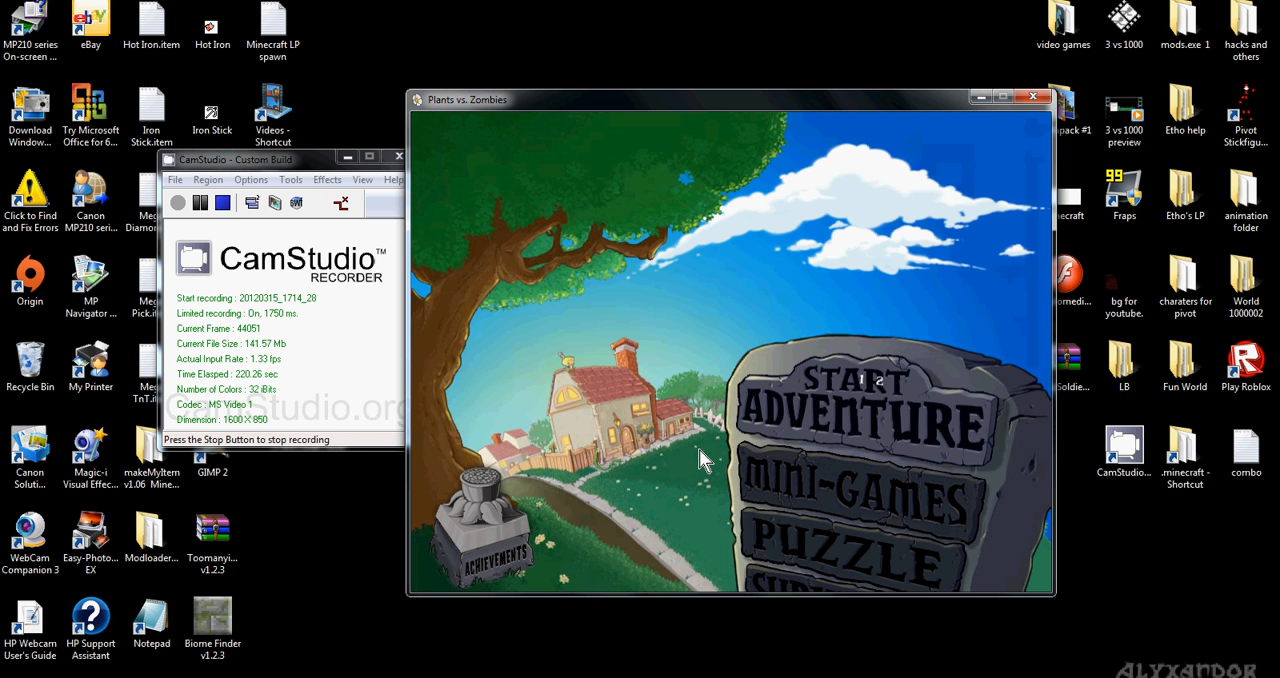 MP210 series
On-screen ...
eBay
Hot Iron.item
Hot Iron
Minecraft LP
spawn
video games
3 vs 1000
mods.exe 1
hacks and
others
Download
Window...
Try Microsoft
Office for 6...
Iron
Stick.item
Iron Stick
Videos -
Shortcut
pack #1
3 vs 1000
preview
Etho help
Pivot
Stickfigu...
Click to Find
and Fix Errors
Canon
MP210 seri...
99
Fraps
Etho's LP
animation
folder
Origin
MP
Navigator ...
bg for
youtube.
charaters for
pivot
World
1000002
Recycle Bin
My Printer
LB
Fun World
Play Roblox
Canon
Soluti...
Magic-i
Visual Effec...
makeMyItem
v1.06 Mine...
GIMP 2
CamStudio...
.minecraft -
Shortcut
combo
WebCam
Companion 3
Easy-Photo...
EX
Modloader...
Toomanyi...
v1.2.3
HP Webcam
User's Guide
HP Support
Assistant
Notepad
Biome Finder
v1.2.3
CamStudio - Custom Build
File Region Options Tools Effects View Help
CamStudio™
RECORDER
Start recording : 20120315_1714_28
Limited recording : On, 1750 ms.
Current Frame : 44051
Current File Size : 141.57 Mb
Actual Input Rate : 1.33 fps
Time Elasped : 220.26 sec
Number of Colors : 32 Bits
Codec : MS Video 1
Dimension : 1600 X 850
CamStudio.org
Press the Stop Button to stop recording
Plants vs. Zombies
START
ADVENTURE
MINI-GAMES
PUZZLE
ACHIEVEMENTS
ALYXANDOR